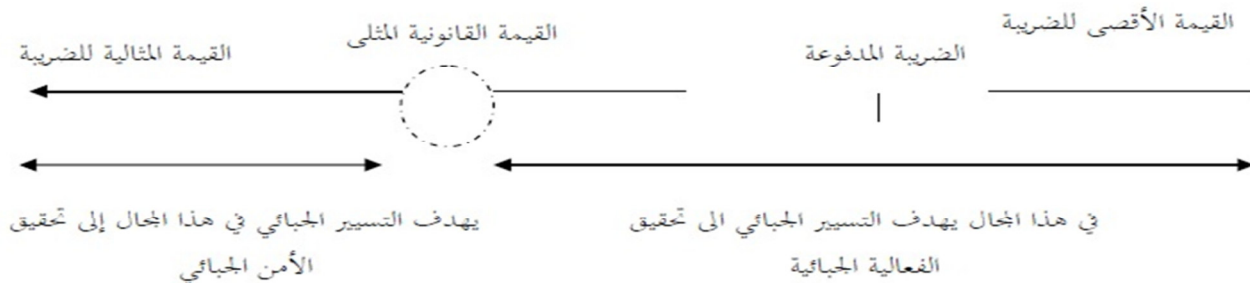 القيمة الأقصى للضريبة
الضريبة المدفوعة
القيمة القانونية المثلى
القيمة المثالية للضريبة
في هذا المجال يهدف التسيير الجبائي الى تحقيق
الفعالية الجبائية
يهدف التسيير الجبائي في هذا المجال إلى تحقيق
الأمن الجبائي